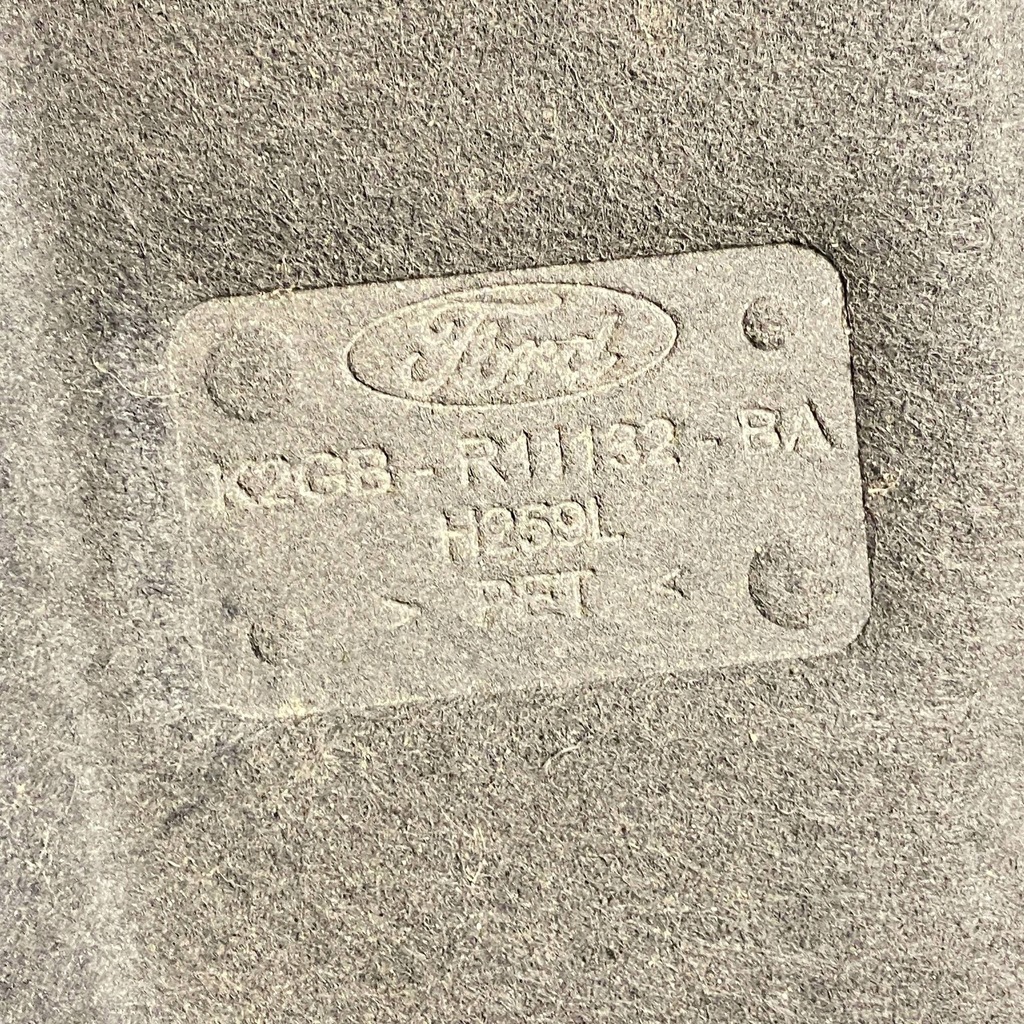 Ford
K2GB - R11132 - BA
H259L
> PET <